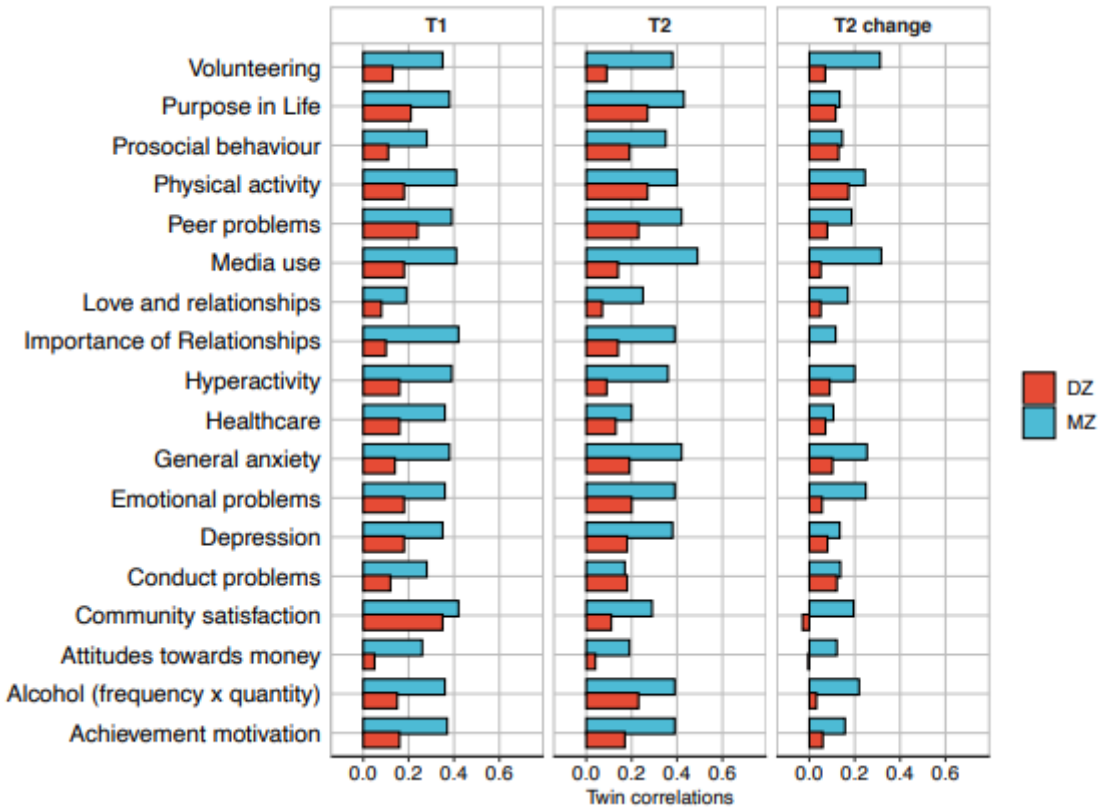 T1 T2 T2 change
Volunteering
Purpose in Life
Prosocial behaviour
Physical activity
Peer problems
Media use
Love and relationships
Importance of Relationships
Hyperactivity
Healthcare
General anxiety
Emotional problems
Depression
Conduct problems
Community satisfaction
Attitudes towards money
Alcohol (frequency x quantity)
Achievement motivation
DZ
MZ
0.0 0.2 0.4 0.6 0.0 0.2 0.4 0.6 0.0 0.2 0.4 0.6
Twin correlations